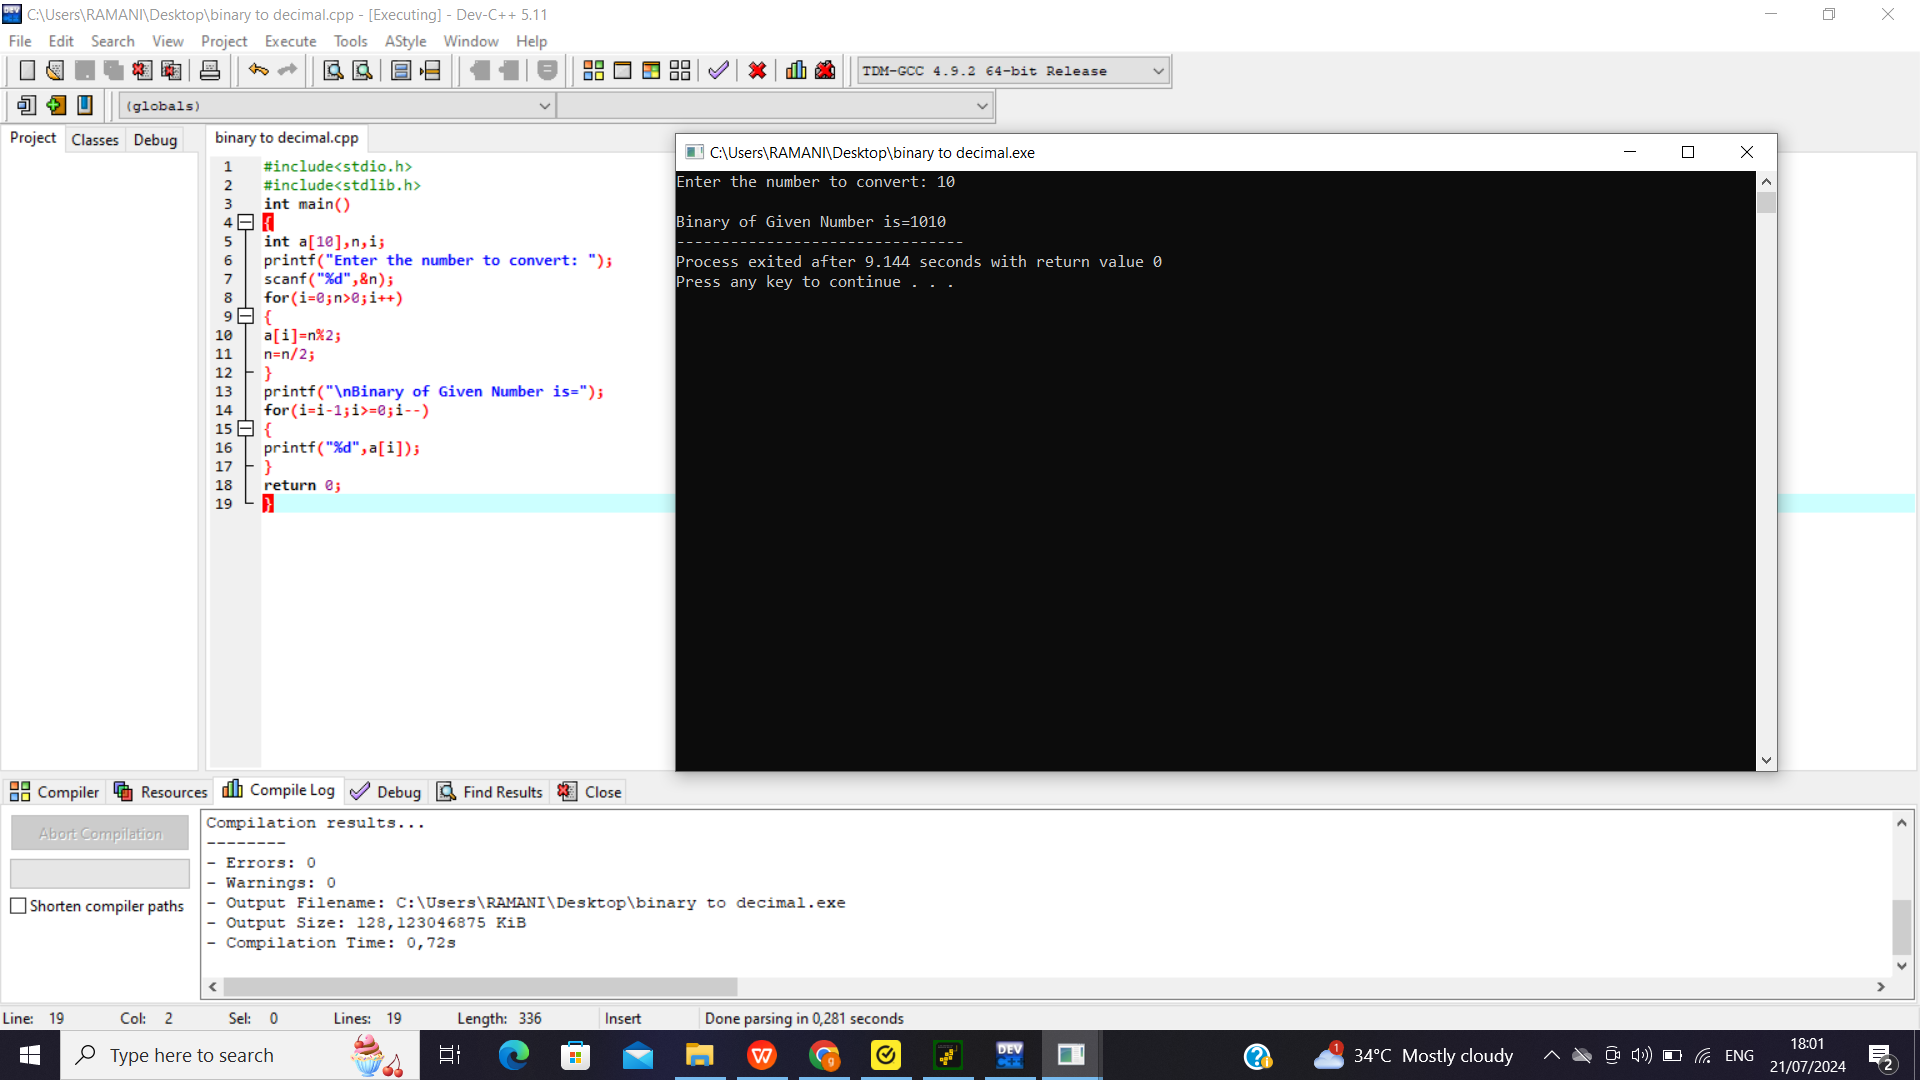 C:\Users\RAMANI\Desktop\binary to decimal.cpp - [Executing] - Dev-C++ 5.11
File Edit Search View Project Execute Tools AStyle Window Help
TDM-GCC 4.9.2 64-bit Release
(globals)
Project Classes Debug
binary to decimal.cpp
1 #include<stdio.h>
2 #include<stdlib.h>
3 int main()
4 {
5 int a[10],n,i;
6 printf("Enter the number to convert: ");
7 scanf("%d",&n);
8 for(i=0;n>0;i++)
9 {
10 a[i]=n%2;
11 n=n/2;
12 }
13 printf("\nBinary of Given Number is=");
14 for(i=i-1;i>=0;i--)
15 {
16 printf("%d",a[i]);
17 }
18 return 0;
19 }
C:\Users\RAMANI\Desktop\binary to decimal.exe
Enter the number to convert: 10
Binary of Given Number is=1010
--------------------------------
Process exited after 9.144 seconds with return value 0
Press any key to continue . . .
Compiler Resources Compile Log Debug Find Results Close
Abort Compilation
Shorten compiler paths
Compilation results...
--------
- Errors: 0
- Warnings: 0
- Output Filename: C:\Users\RAMANI\Desktop\binary to decimal.exe
- Output Size: 128,123046875 KiB
- Compilation Time: 0,72s
Line: 19 Col: 2 Sel: 0 Lines: 19 Length: 336 Insert Done parsing in 0,281 seconds
Type here to search
DEV C++
1
34°C Mostly cloudy
ENG
18:01
21/07/2024
2